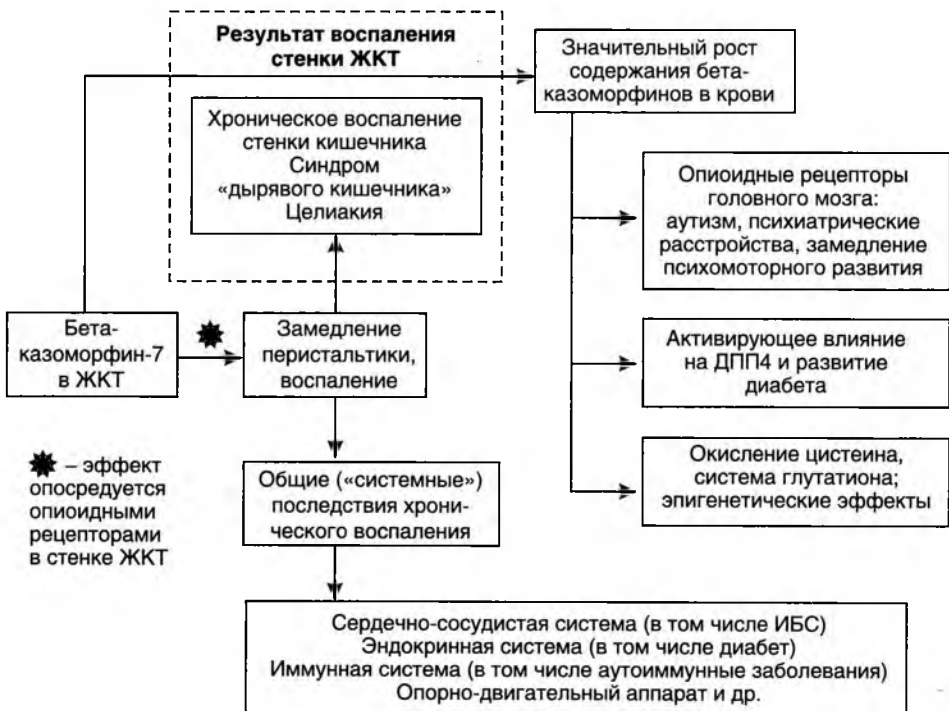 Результат воспаления
стенки ЖКТ
Значительный рост
содержания бета-
казоморфинов в крови
Хроническое воспаление
стенки кишечника
Синдром
«дырявого кишечника»
Целиакия
Опиоидные рецепторы
головного мозга:
аутизм, психиатрические
расстройства, замедление
психомоторного развития
Бета-
казоморфин-7
в ЖКТ
Замедление
перистальтики,
воспаление
Активирующее влияние
на ДПП4 и развитие
диабета
– эффект
опосредуется
опиоидными
рецепторами
в стенке ЖКТ
Общие («системные»)
последствия хрони-
ческого воспаления
Окисление цистеина,
система глутатиона;
эпигенетические эффекты
Сердечно-сосудистая система (в том числе ИБС)
Эндокринная система (в том числе диабет)
Иммунная система (в том числе аутоиммунные заболевания)
Опорно-двигательный аппарат и др.